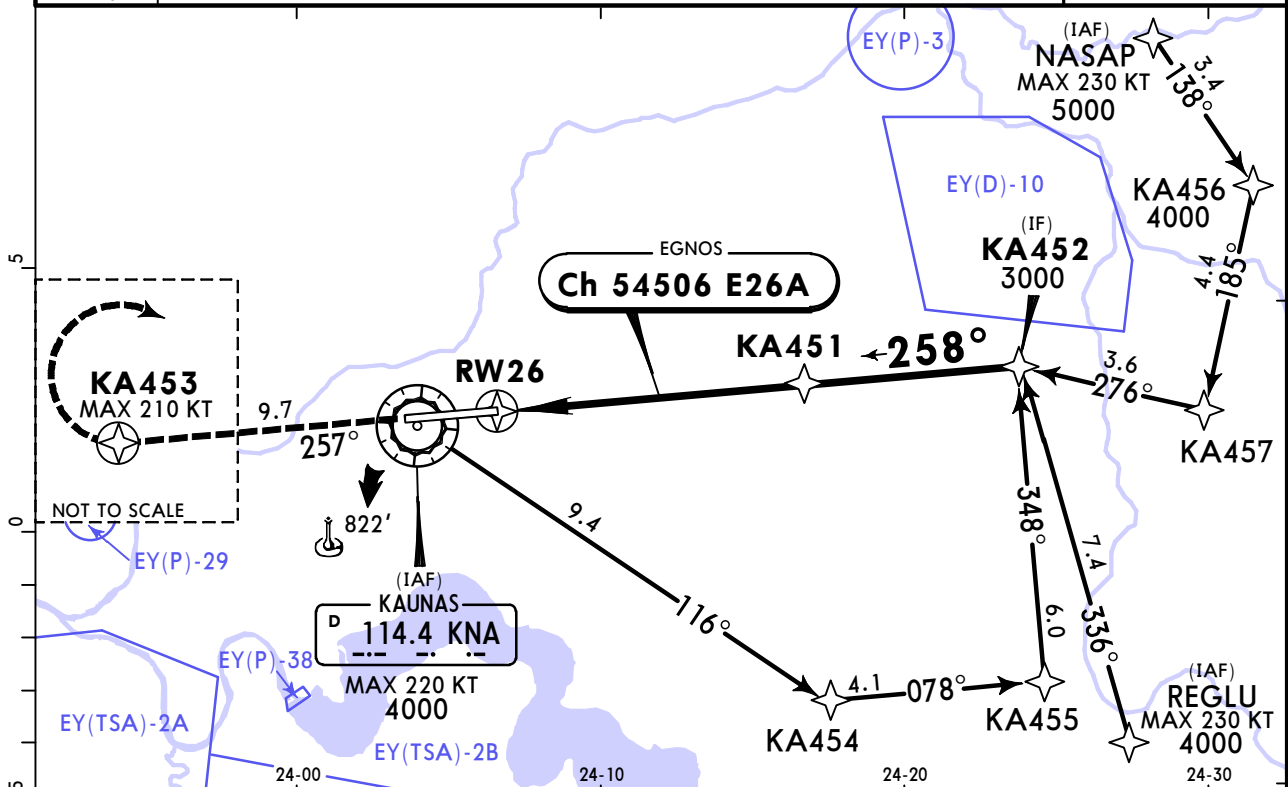 EY(P)-3
(IAF)
NASAP
MAX 230 KT
5000
3.4
138°
EY(D)-10
KA456
4000
(IF)
KA452
3000
4.4
185°
5
EGNOS
Ch 54506 E26A
KA451
258°
3.6
276°
KA457
RW26
KA453
MAX 210 KT
9.7
257°
NOT TO SCALE
0
822'
EY(P)-29
9.4
116°
348°
6.0
7.4
336°
(IAF)
KAUNAS
D 114.4 KNA
MAX 220 KT
4000
EY(P)-38
EY(TSA)-2A
EY(TSA)-2B
4.1
078°
KA454
KA455
(IAF)
REGLU
MAX 230 KT
4000
24-00
24-10
24-20
24-30